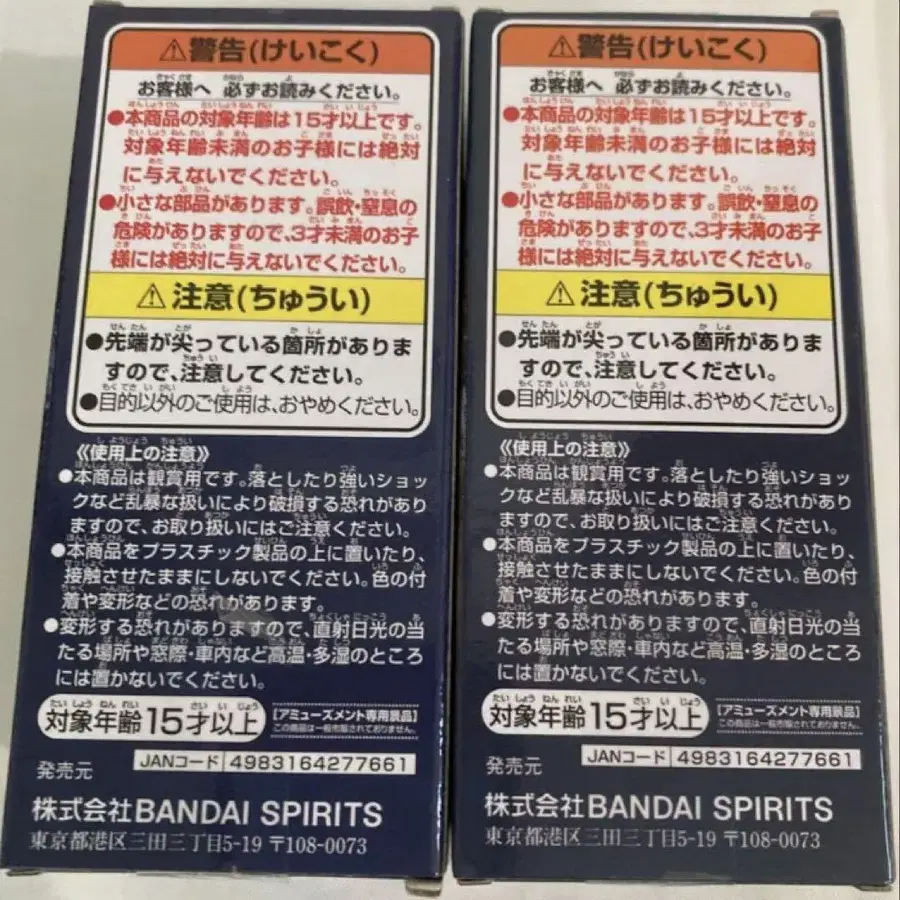 ⚠警告(けいこく)
お客様へ 必ずお読みください。
●本商品の対象年齢は15才以上です。
対象年齢未満のお子様には絶対
に与えないでください。
●小さな部品があります。誤飲・窒息の
危険がありますので、3才未満のお子
様には絶対に与えないでください。
⚠注意(ちゅうい)
●先端が尖っている箇所がありま
すので、注意してください。
●目的以外のご使用は、おやめください。
《使用上の注意》
●本商品は観賞用です。落としたり強いショッ
クなど乱暴な扱いにより破損する恐れがあり
ますので、お取り扱いにはご注意ください。
●本商品をプラスチック製品の上に置いたり、
接触させたままにしないでください。色の付
着や変形などの恐れがあります。
●変形する恐れがありますので、直射日光の当
たる場所や窓際・車内など高温・多湿のところ
には置かないでください。
対象年齢 15才以上
【アミューズメント専用景品】
この商品は一般市販されておりません。
発売元
JANコード 4983164277661
株式会社BANDAI SPIRITS
東京都港区三田三丁目5-19 〒108-0073
⚠警告(けいこく)
お客様へ 必ずお読みください。
●本商品の対象年齢は15才以上です。
対象年齢未満のお子様には絶対
に与えないでください。
●小さな部品があります。誤飲・窒息の
危険がありますので、3才未満のお子
様には絶対に与えないでください。
⚠注意(ちゅうい)
●先端が尖っている箇所がありま
すので、注意してください。
●目的以外のご使用は、おやめください。
《使用上の注意》
●本商品は観賞用です。落としたり強いショッ
クなど乱暴な扱いにより破損する恐れがあり
ますので、お取り扱いにはご注意ください。
●本商品をプラスチック製品の上に置いたり、
接触させたままにしないでください。色の付
着や変形などの恐れがあります。
●変形する恐れがありますので、直射日光の当
たる場所や窓際・車内など高温・多湿のところ
には置かないでください。
対象年齢 15才以上
【アミューズメント専用景品】
この商品は一般市販されておりません。
発売元
JANコード 4983164277661
株式会社BANDAI SPIRITS
東京都港区三田三丁目5-19 〒108-0073